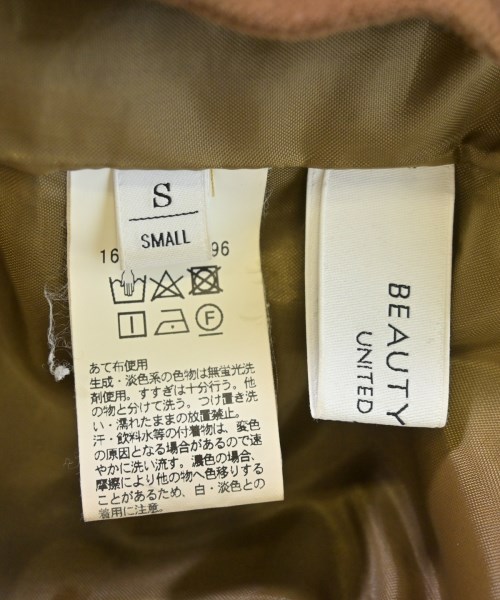 S
SMALL
16
96
F
あて布使用
生成・淡色系の色物は無蛍光洗
剤使用。すすぎは十分行う。他
の物と分けて洗う。つけ置き洗
い・濡れたままの放置禁止。
汗・飲料水等の付着物は、変色
の原因となる場合があるので速
やかに洗い流す。濃色の場合、
摩擦により他の物へ色移りする
ことがあるため、白・淡色との
着用に注意。
BEAUTY
UNITED